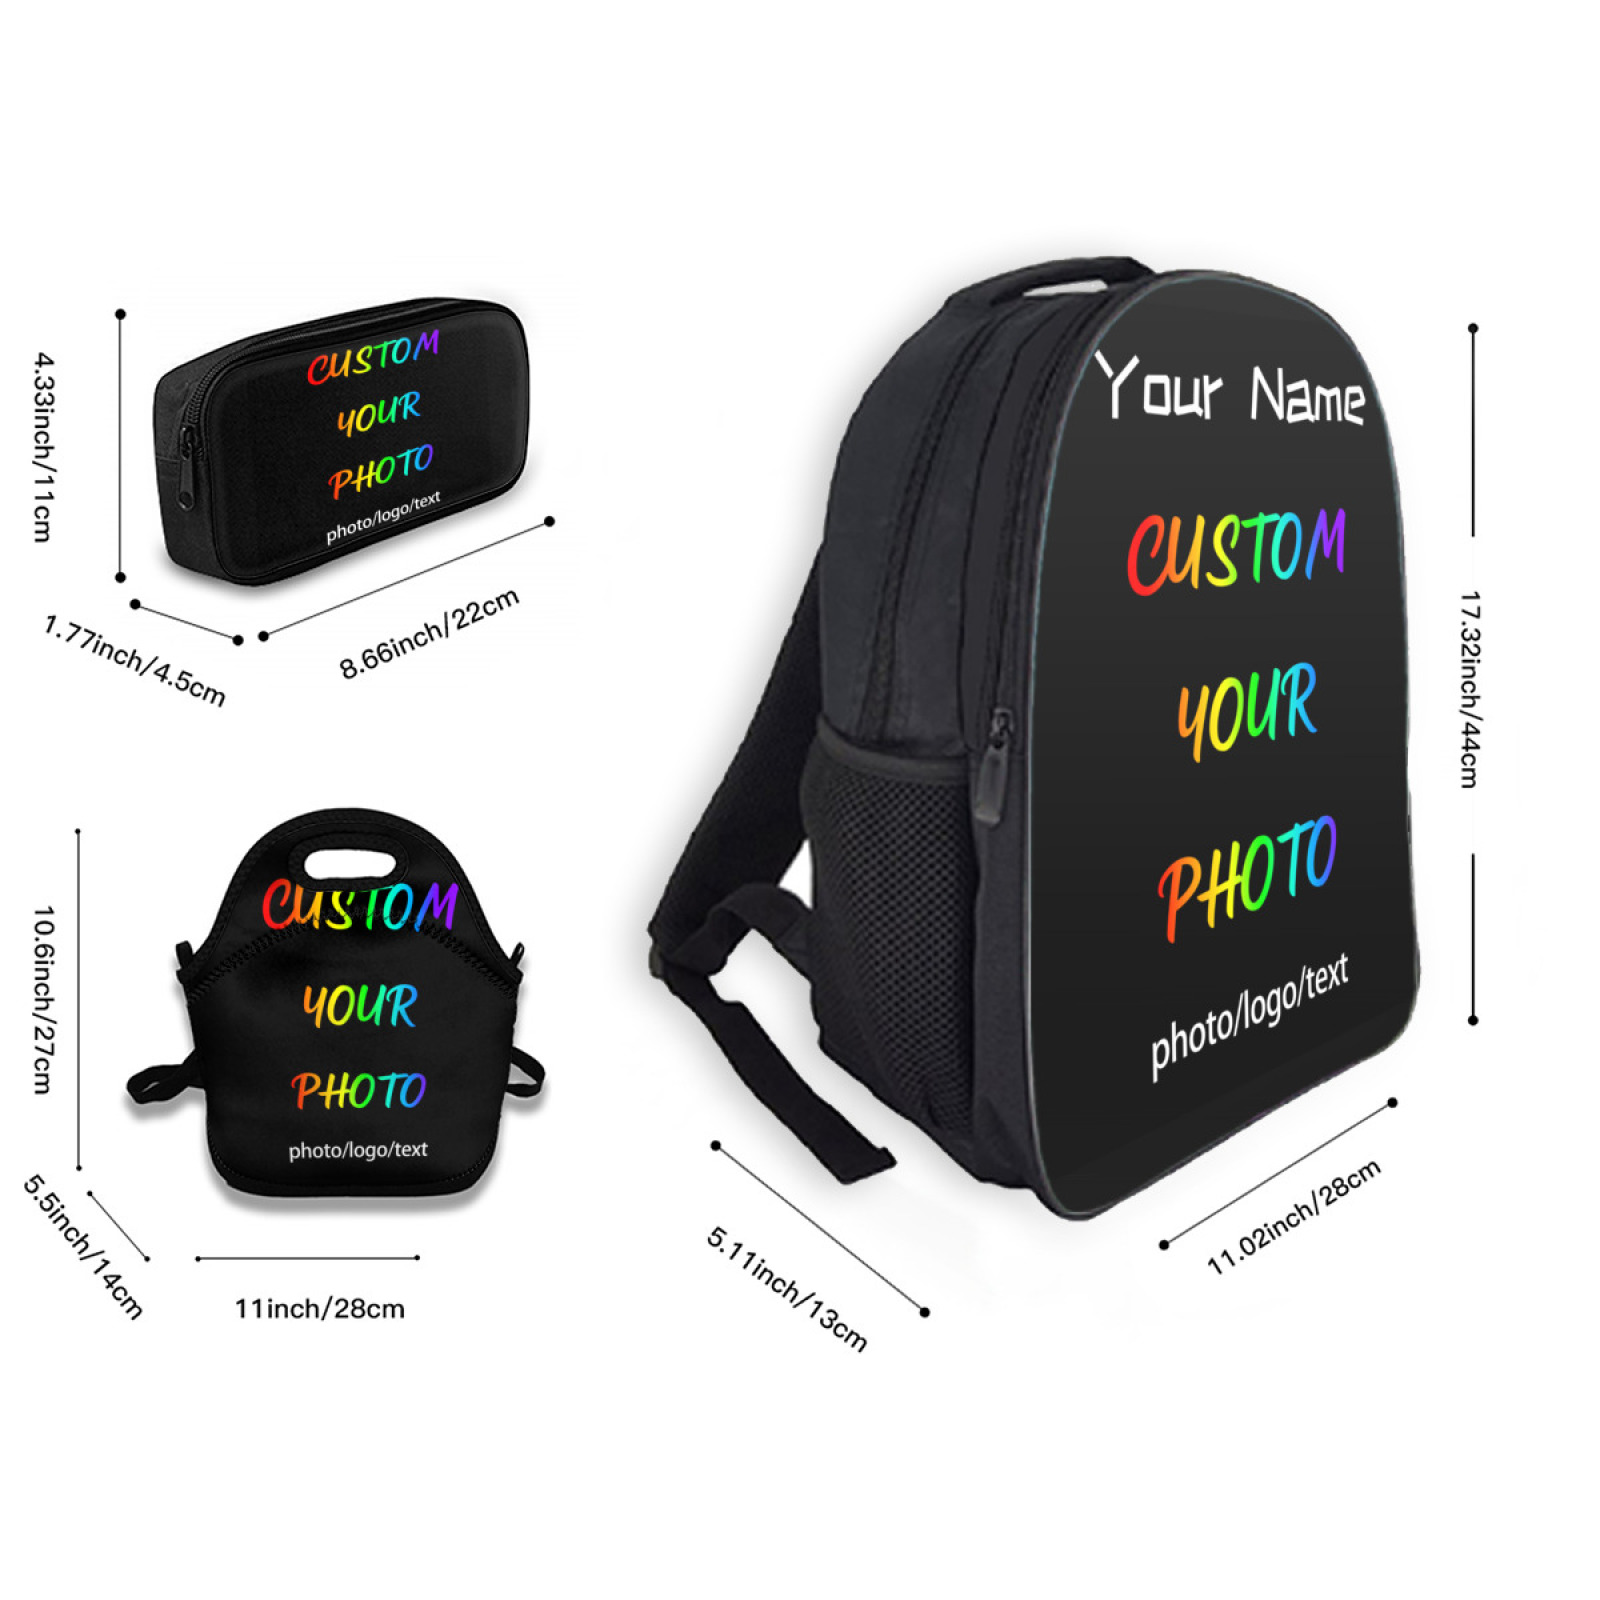 4.33inch/11cm
CUSTOM
YOUR
PHOTO
photo/logo/text
1.77inch/4.5cm
8.66inch/22cm
10.6inch/27cm
CUSTOM
YOUR
PHOTO
photo/logo/text
5.5inch/14cm
11inch/28cm
Your Name
CUSTOM
YOUR
PHOTO
photo/logo/text
17.32inch/44cm
5.11inch/13cm
11.02inch/28cm